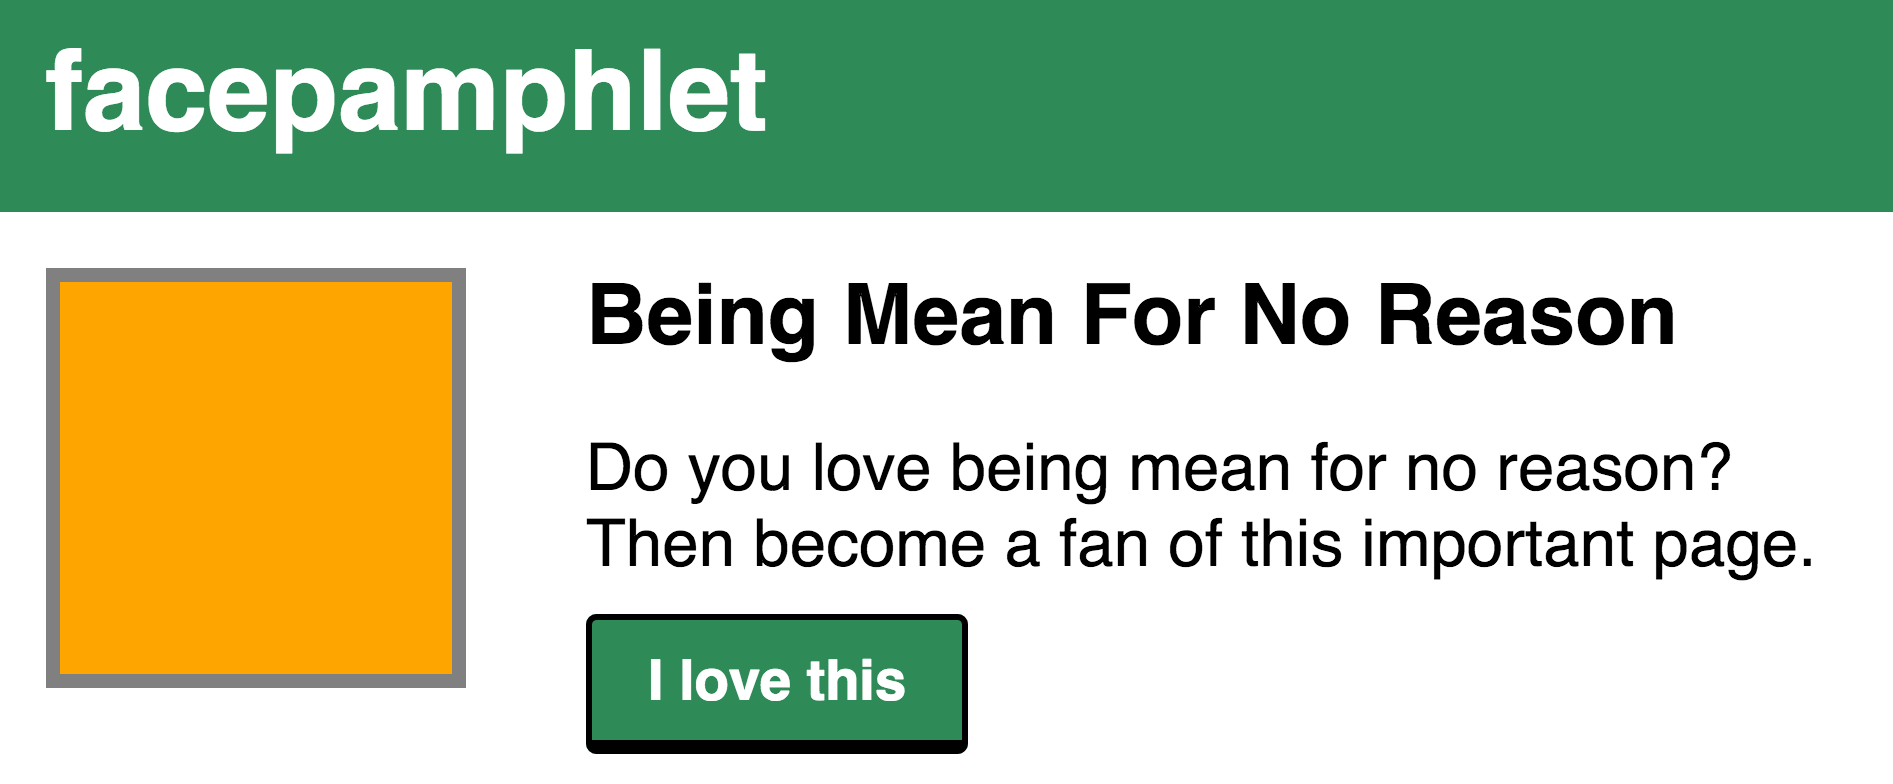 facepamphlet
Being Mean For No Reason
Do you love being mean for no reason?
Then become a fan of this important page.
I love this